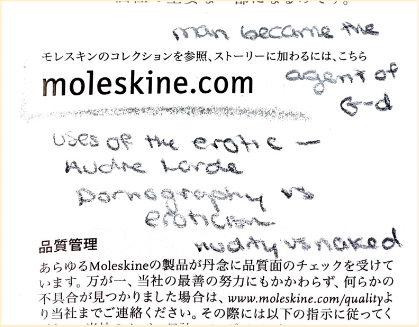 man became the
モレスキンのコレクションを参照、ストーリーに加わるには、こちら
agent of
moleskine.com
G-d
uses of the erotic —
Audre Lorde
Pornography vs
eroticism
nudity vs naked
品質管理
あらゆるMoleskineの製品が丹念に品質面のチェックを受けて
います。万が一、当社の最善の努力にもかかわらず、何らかの
不具合が見つかりました場合は、www.moleskine.com/qualityよ
り当社までご連絡ください。その際には以下の指示に従ってく